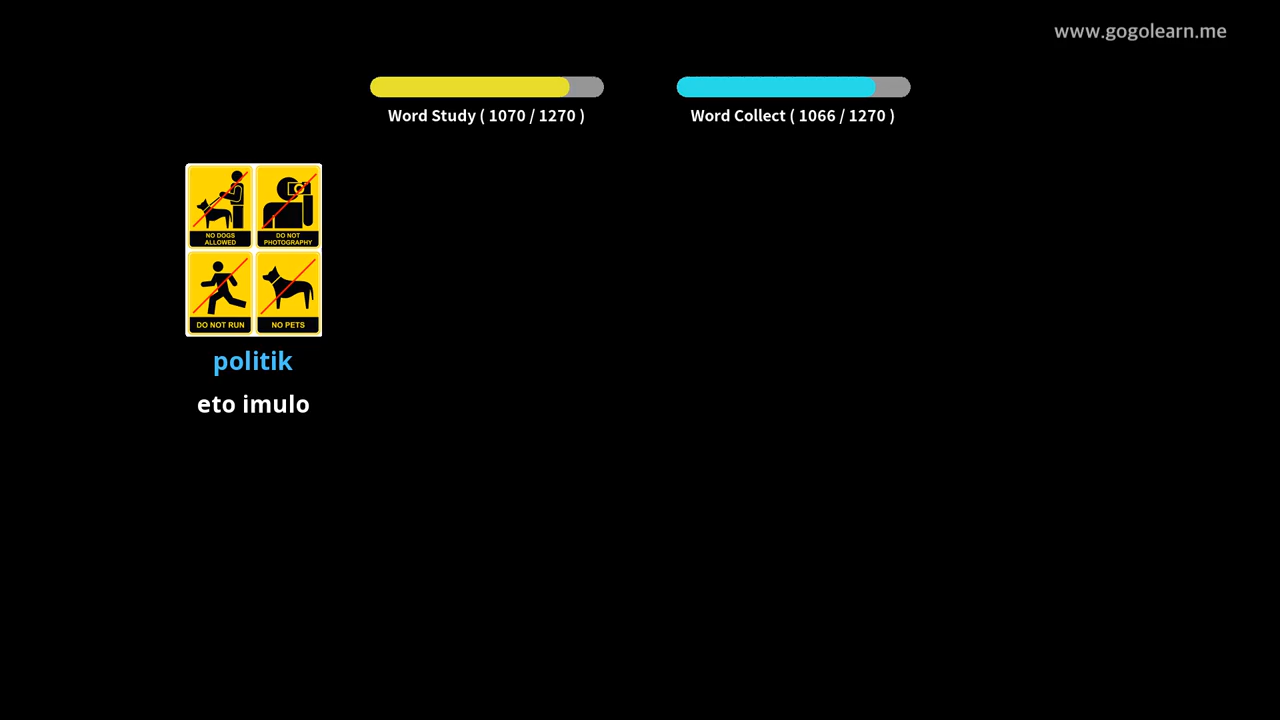 www.gogolearn.me
Word Study ( 1070 / 1270 )
Word Collect ( 1066 / 1270 )
NO DOGS
ALLOWED
DO NOT
PHOTOGRAPHY
DO NOT RUN
NO PETS
politik
eto imulo